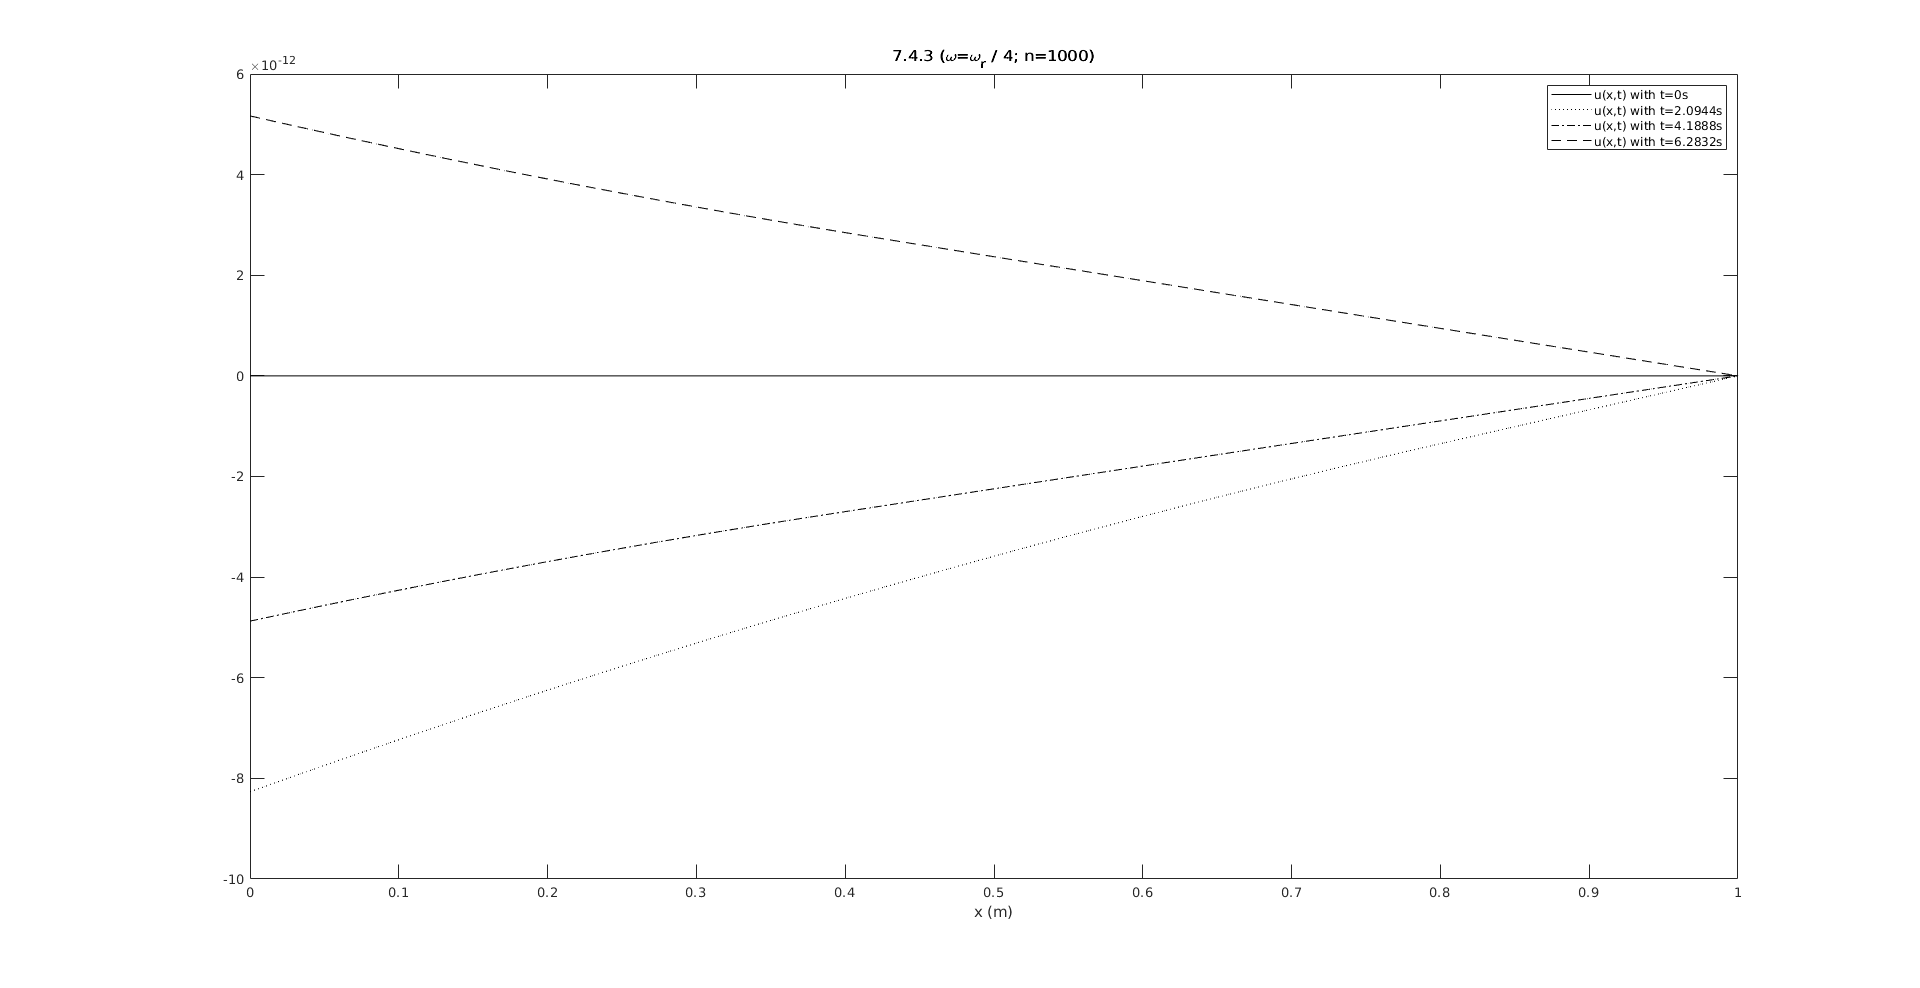 7.4.3 (ω=ωr / 4; n=1000)
×10-12
6
4
2
0
-2
-4
-6
-8
-10
u(x,t) with t=0s
u(x,t) with t=2.0944s
u(x,t) with t=4.1888s
u(x,t) with t=6.2832s
0 0.1 0.2 0.3 0.4 0.5 0.6 0.7 0.8 0.9 1
x (m)